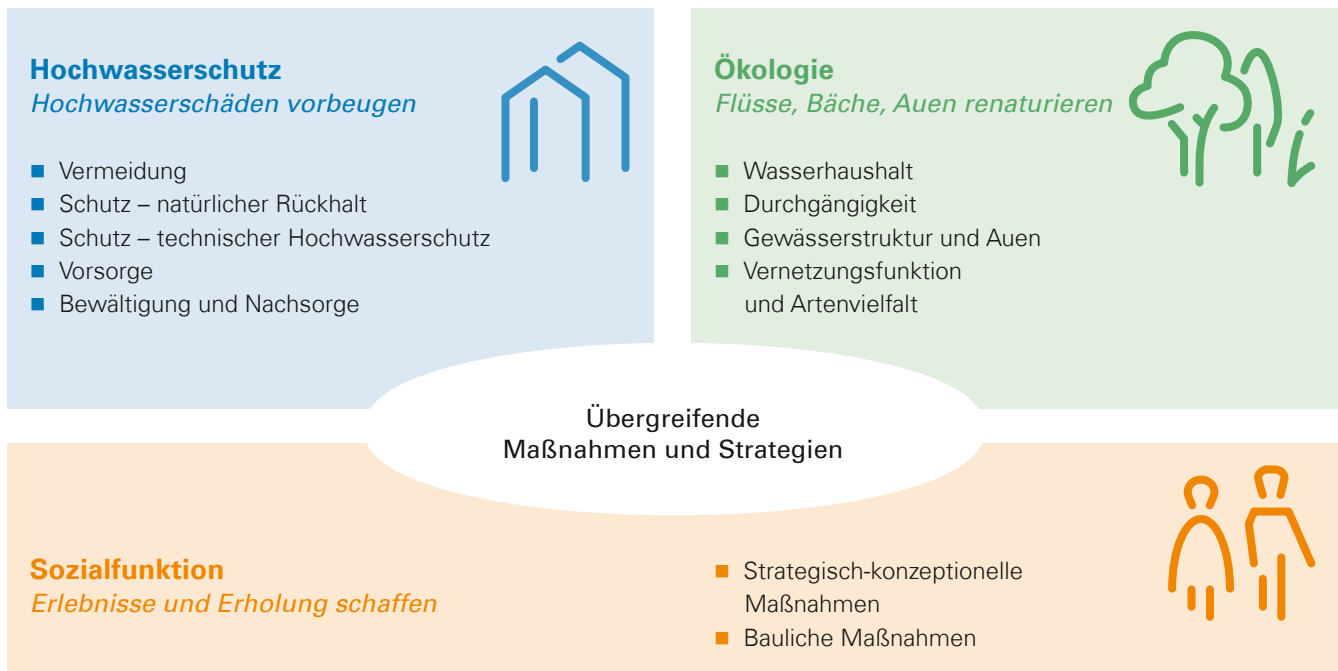 Hochwasserschutz
Hochwasserschäden vorbeugen
■ Vermeidung
■ Schutz – natürlicher Rückhalt
■ Schutz – technischer Hochwasserschutz
■ Vorsorge
■ Bewältigung und Nachsorge
Ökologie
Flüsse, Bäche, Auen renaturieren
■ Wasserhaushalt
■ Durchgängigkeit
■ Gewässerstruktur und Auen
■ Vernetzungsfunktion
und Artenvielfalt
Übergreifende
Maßnahmen und Strategien
Sozialfunktion
Erlebnisse und Erholung schaffen
■ Strategisch-konzeptionelle
Maßnahmen
■ Bauliche Maßnahmen